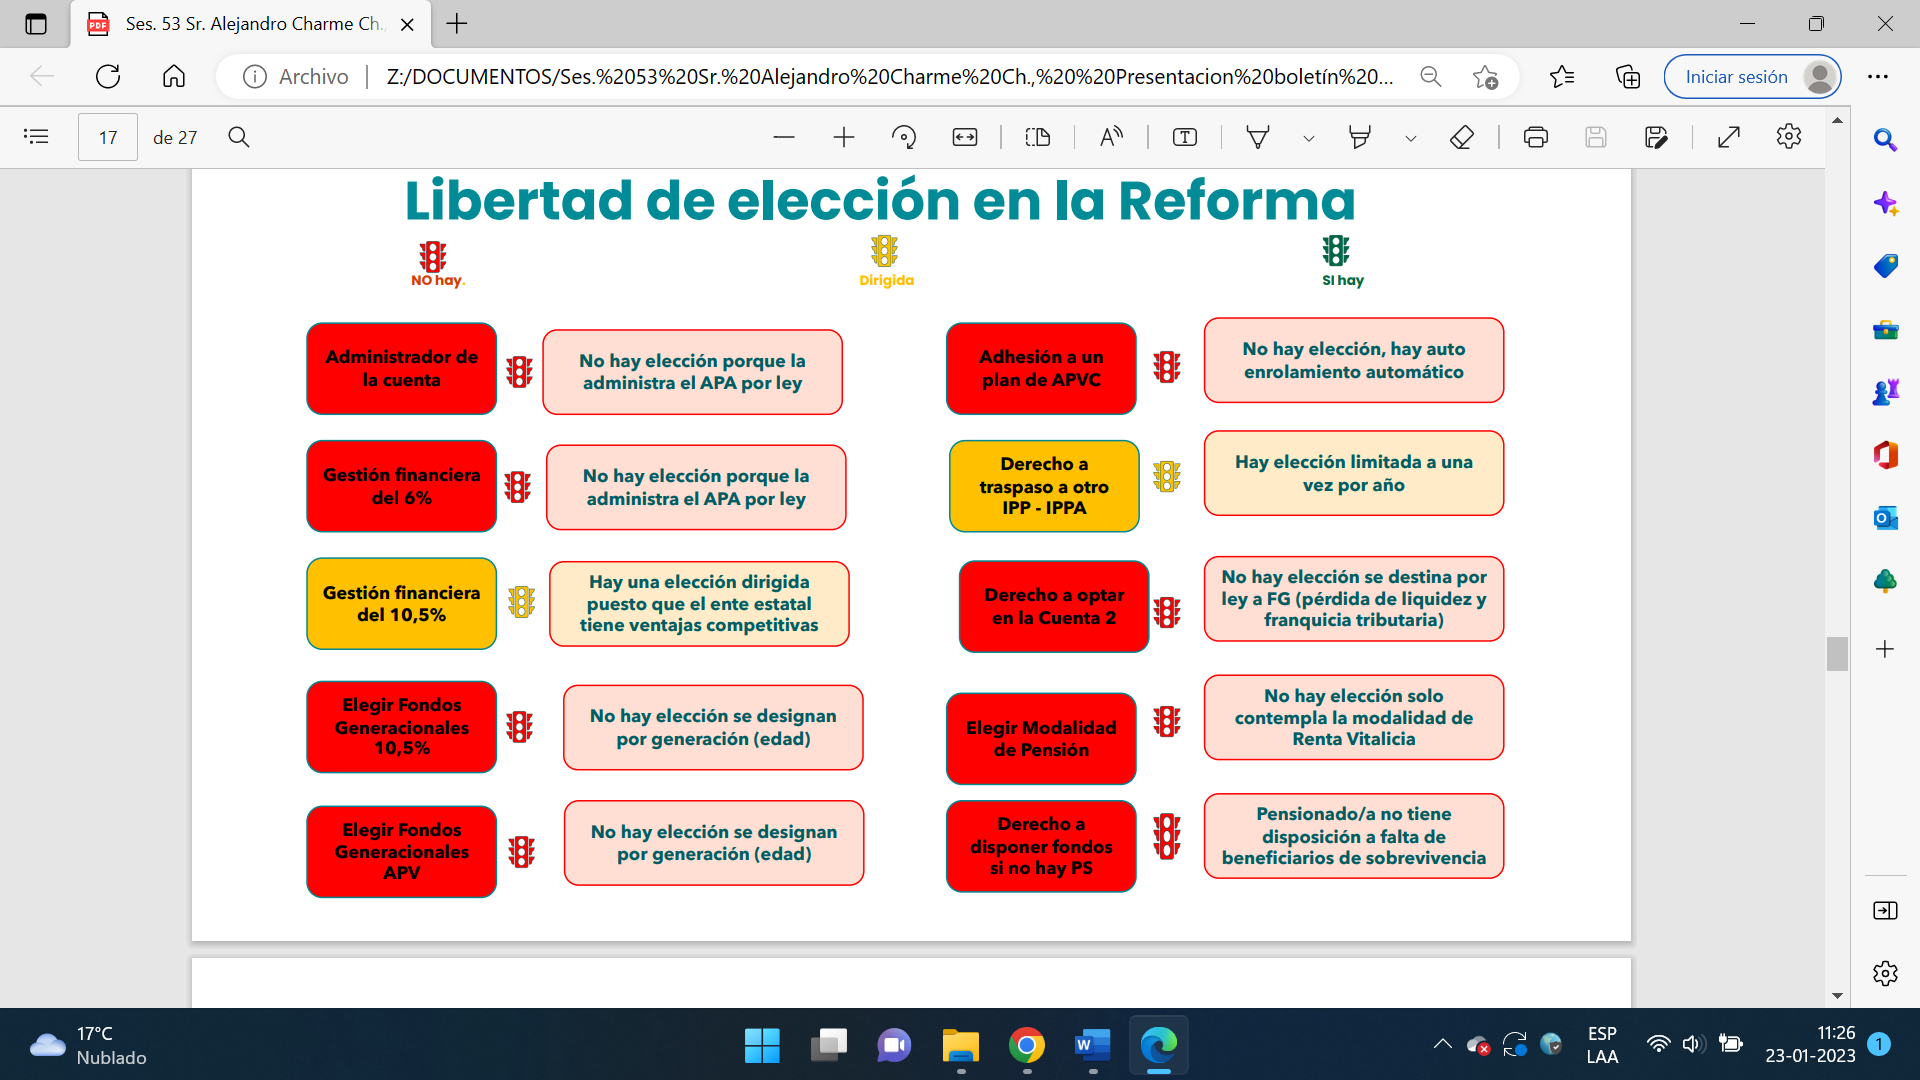 Ses. 53 Sr. Alejandro Charme Ch.,
Archivo
Z:/DOCUMENTOS/Ses.%2053%20Sr.%20Alejandro%20Charme%20Ch.,%20%20Presentacion%20boletín%20...
Iniciar sesión
17
de 27
Libertad de elección en la Reforma
NO hay.
Dirigida
SI hay
Administrador de
la cuenta
No hay elección porque la
administra el APA por ley
Gestión financiera
del 6%
No hay elección porque la
administra el APA por ley
Gestión financiera
del 10,5%
Hay una elección dirigida
puesto que el ente estatal
tiene ventajas competitivas
Elegir Fondos
Generacionales
10,5%
No hay elección se designan
por generación (edad)
Elegir Fondos
Generacionales
APV
No hay elección se designan
por generación (edad)
Adhesión a un
plan de APVC
No hay elección, hay auto
enrolamiento automático
Derecho a
traspaso a otro
IPP - IPPA
Hay elección limitada a una
vez por año
Derecho a optar
en la Cuenta 2
No hay elección se destina por
ley a FG (pérdida de liquidez y
franquicia tributaria)
Elegir Modalidad
de Pensión
No hay elección solo
contempla la modalidad de
Renta Vitalicia
Derecho a
disponer fondos
si no hay PS
Pensionado/a no tiene
disposición a falta de
beneficiarios de sobrevivencia
17°C
Nublado
ESP
LAA
11:26
23-01-2023
1